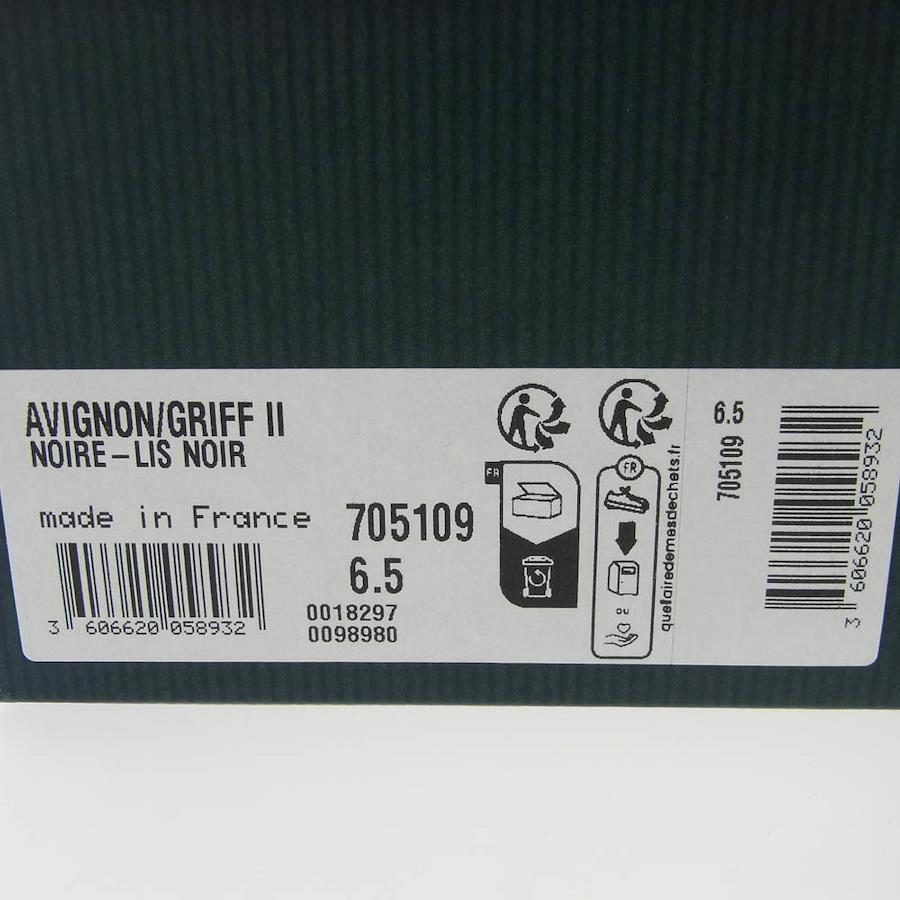 AVIGNON/GRIFF II
NOIRE-LIS NOIR
made in France
705109
6.5
0018297
0098980
3 606620 058932
FR
FR
ou
quefairedemesdechets.fr
6.5
705109
3 606620 058932